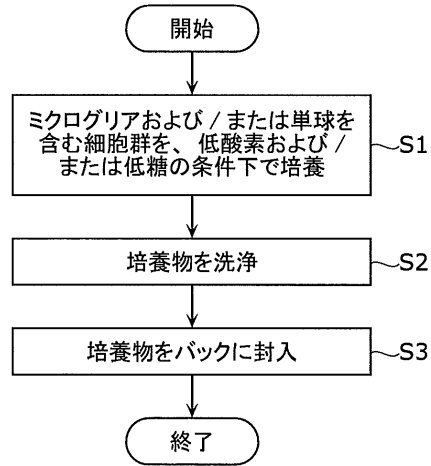 開始
ミクログリアおよび/または単球を
含む細胞群を、低酸素および/
または低糖の条件下で培養
S1
培養物を洗浄
S2
培養物をバックに封入
S3
終了